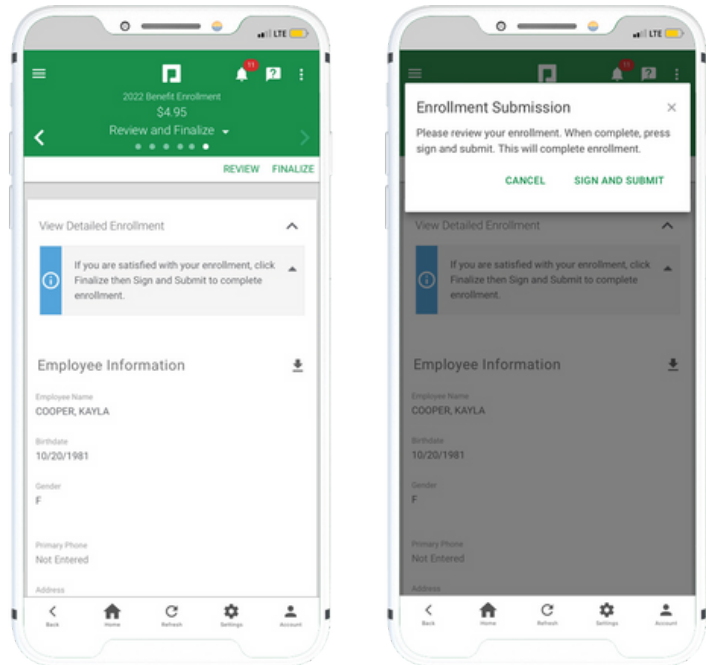 LTE
11
2022 Benefit Enrollment
$4.95
Review and Finalize
REVIEW FINALIZE
View Detailed Enrollment
If you are satisfied with your enrollment, click
Finalize then Sign and Submit to complete
enrollment.
Employee Information
Employee Name
COOPER, KAYLA
Birthdate
10/20/1981
Gender
F
Primary Phone
Not Entered
Address
Back Home Refresh Settings Account
LTE
11
Enrollment Submission
Please review your enrollment. When complete, press
sign and submit. This will complete enrollment.
CANCEL SIGN AND SUBMIT
View Detailed Enrollment
If you are satisfied with your enrollment, click
Finalize then Sign and Submit to complete
enrollment.
Employee Information
Employee Name
COOPER, KAYLA
Birthdate
10/20/1981
Gender
F
Primary Phone
Not Entered
Address
Back Home Refresh Settings Account